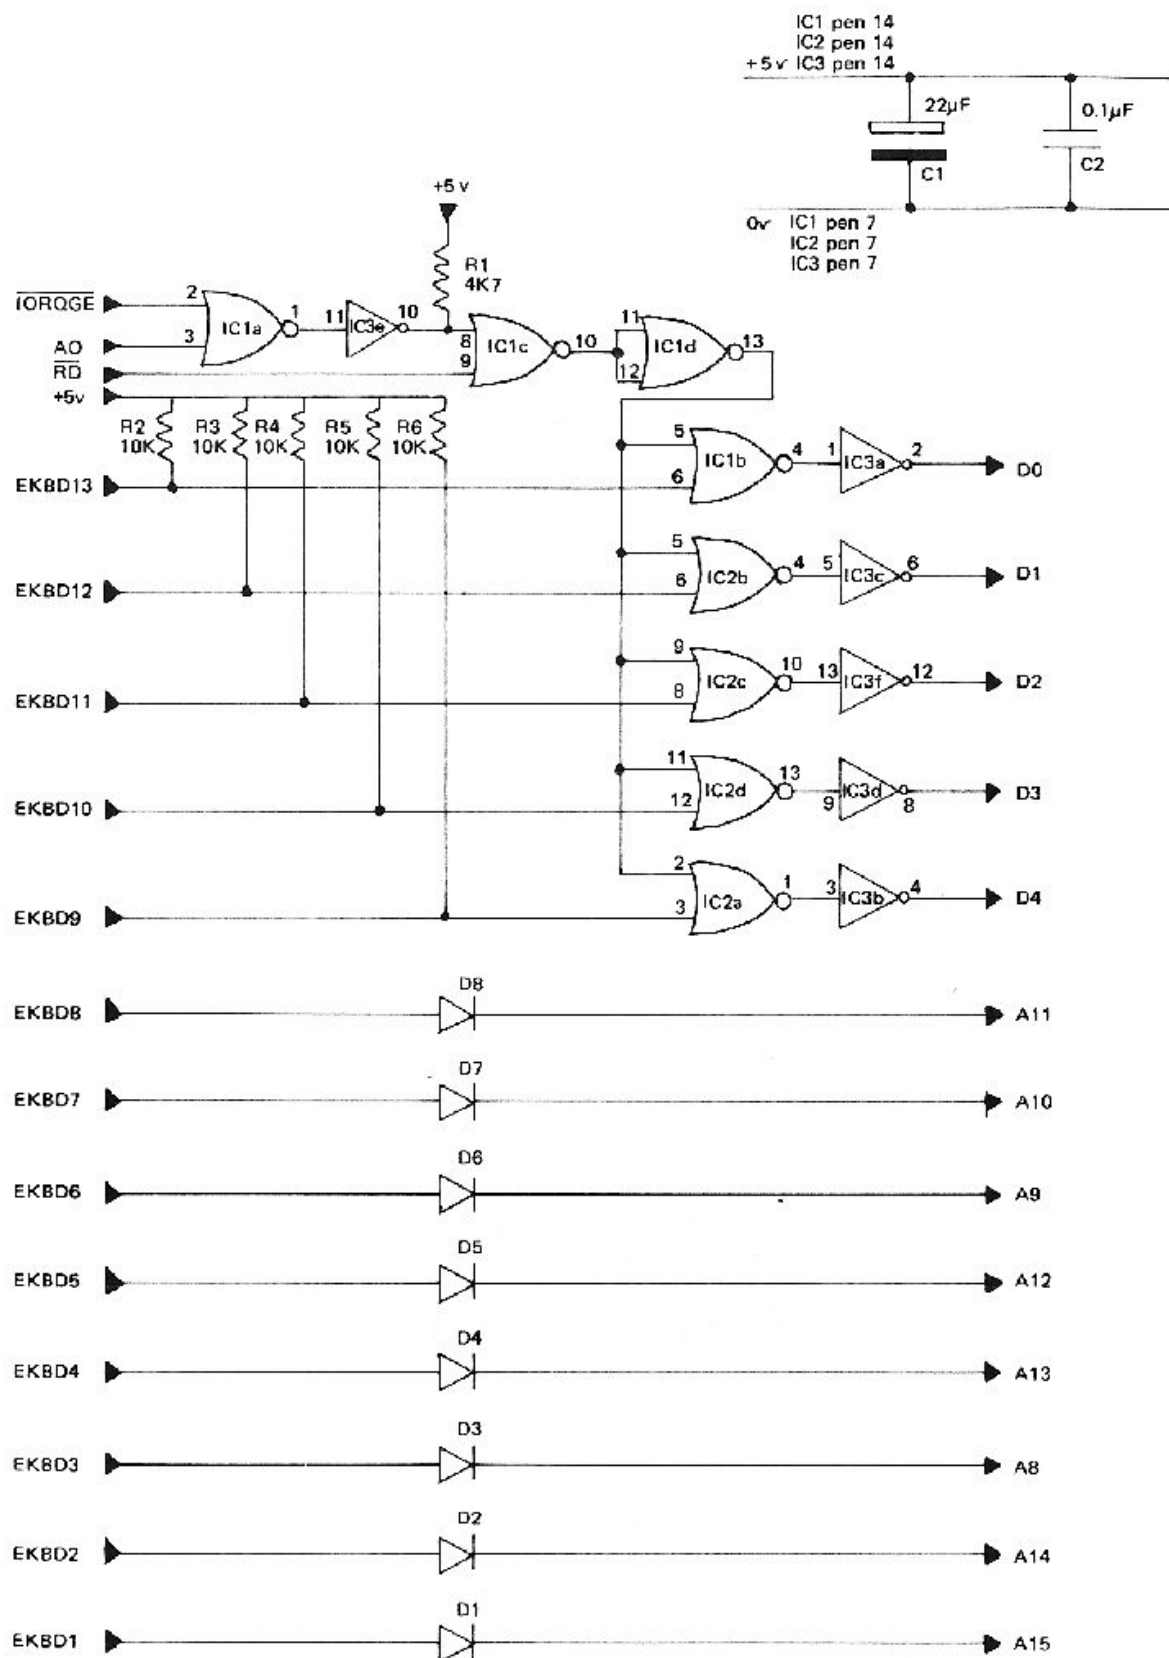 IC1 pen 14
IC2 pen 14
+5v IC3 pen 14
22µF
0.1µF
C1
C2
0v IC1 pen 7
IC2 pen 7
IC3 pen 7
+5v
R1
4K7
IORQGE
2
IC1a
1
11
IC3e
10
8
IC1c
10
11
IC1d
13
AO
3
9
12
RD
+5v
R2
10K
R3
10K
R4
10K
R5
10K
R6
10K
5
IC1b
4
1
IC3a
2
D0
EKBD13
6
5
IC2b
4
5
IC3c
6
D1
EKBD12
6
9
IC2c
10
13
IC3f
12
D2
EKBD11
8
11
IC2d
13
9
IC3d
8
D3
EKBD10
12
2
IC2a
1
3
IC3b
4
D4
EKBD9
3
D8
EKBD8
A11
D7
EKBD7
A10
D6
EKBD6
A9
D5
EKBD5
A12
D4
EKBD4
A13
D3
EKBD3
A8
D2
EKBD2
A14
D1
EKBD1
A15